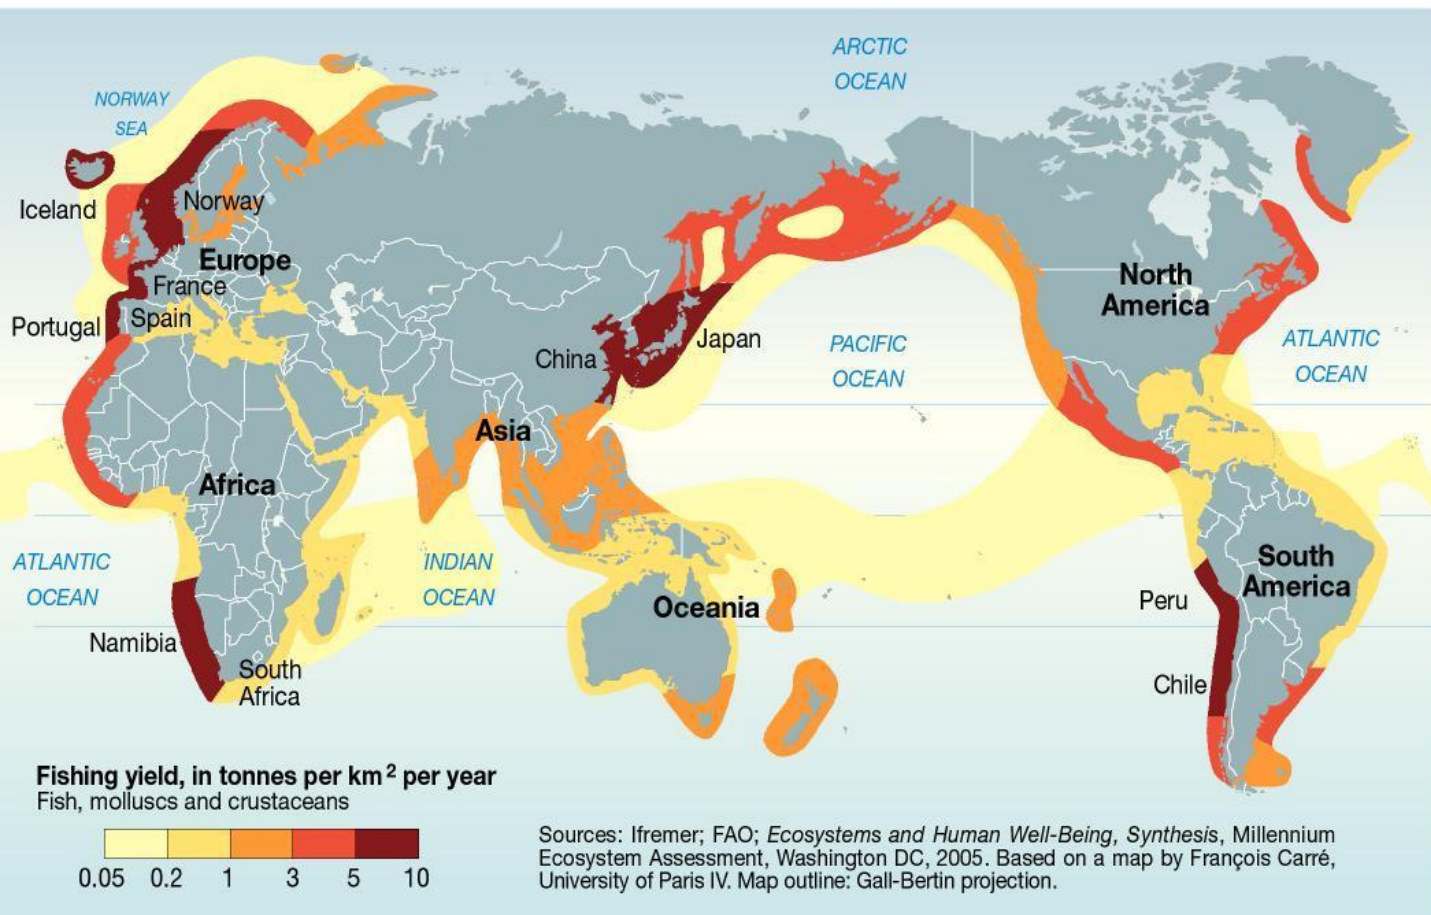 ARCTIC
OCEAN
NORWAY
SEA
Iceland
Norway
Europe
France
Portugal
Spain
North
America
China
Japan
PACIFIC
OCEAN
ATLANTIC
OCEAN
Asia
Africa
ATLANTIC
OCEAN
INDIAN
OCEAN
Oceania
South
America
Peru
Namibia
South
Africa
Chile
Fishing yield, in tonnes per km² per year
Fish, molluscs and crustaceans
0.05 0.2 1 3 5 10
Sources: Ifremer; FAO; Ecosystems and Human Well-Being, Synthesis, Millennium
Ecosystem Assessment, Washington DC, 2005. Based on a map by François Carré,
University of Paris IV. Map outline: Gall-Bertin projection.